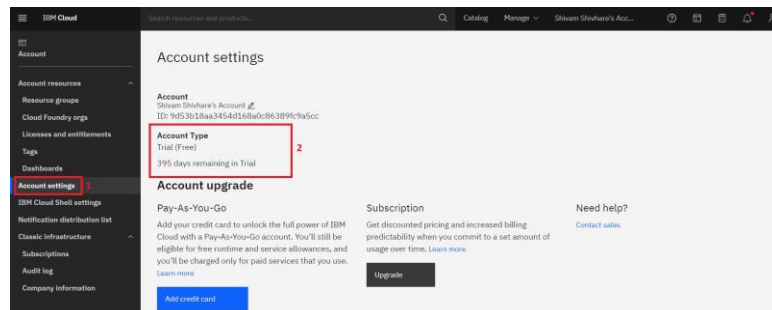 IBM Cloud
Search resources and products...
Catalog
Manage
Shivam Shivhare's Acc...
Account
Account resources
Resource groups
Cloud Foundry orgs
Licenses and entitlements
Tags
Dashboards
Account settings 1
IBM Cloud Shell settings
Notification distribution list
Classic infrastructure
Subscriptions
Audit log
Company information
Account settings
Account
Shivam Shivhare's Account
ID: 9d53b18aa3454d168a0c86389fc9a5cc
Account Type
Trial (Free)
395 days remaining in Trial
2
Account upgrade
Pay-As-You-Go
Add your credit card to unlock the full power of IBM
Cloud with a Pay-As-You-Go account. You'll still be
eligible for free runtime and service allowances, and
you'll be charged only for paid services that you use.
Learn more
Add credit card
Subscription
Get discounted pricing and increased billing
predictability when you commit to a set amount of
usage over time. Learn more
Upgrade
Need help?
Contact sales